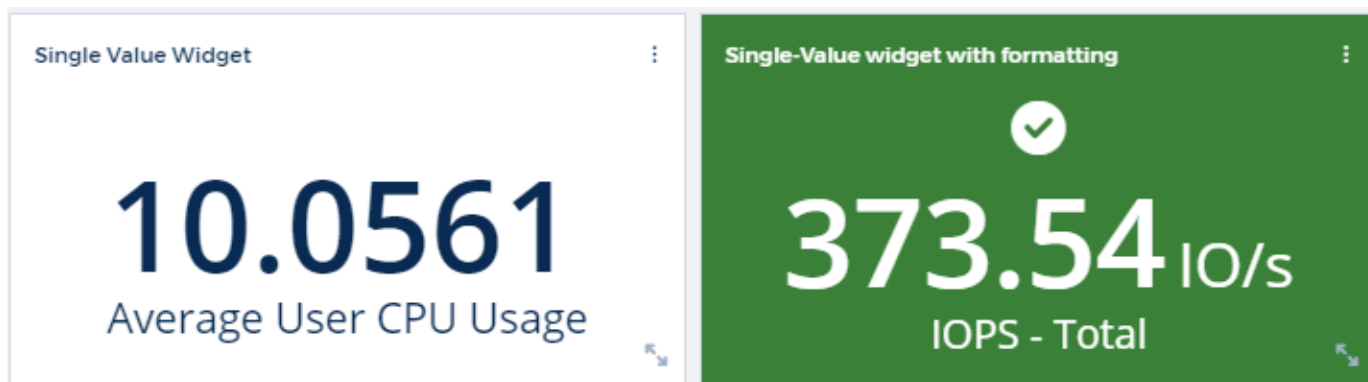 Single Value Widget
10.0561
Average User CPU Usage
Single-Value widget with formatting
373.54 IO/s
IOPS - Total